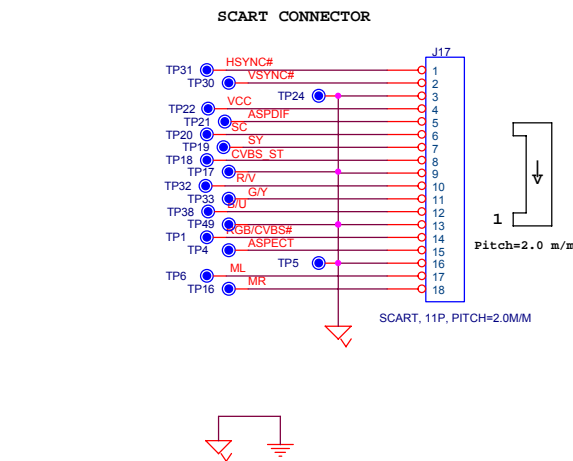 SCART CONNECTOR
J17
TP31 HSYNC# 1
TP30 VSYNC# 2
TP24 3
TP22 VCC 4
TP21 ASPDIF 5
TP20 SC 6
TP19 SY 7
TP18 CVBS_ST 8
TP17 9
TP32 R/V 10
TP33 G/Y 11
TP38 B/U 12
TP49 13
TP1 RGB/CVBS# 14
TP4 ASPECT 15
TP5 16
TP6 ML 17
TP16 MR 18
1
Pitch=2.0 m/m
SCART, 11P, PITCH=2.0M/M